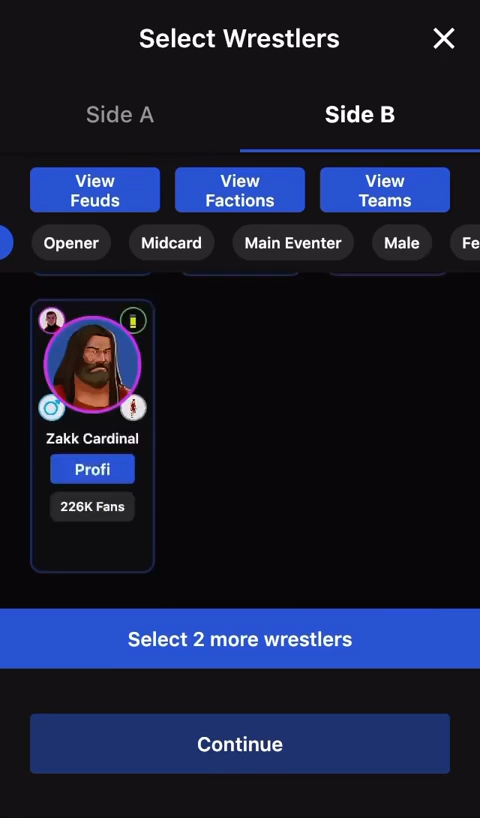 Select Wrestlers
Side A
Side B
View
Feuds
View
Factions
View
Teams
Opener
Midcard
Main Eventer
Male
Fe
Zakk Cardinal
Profi
226K Fans
Select 2 more wrestlers
Continue